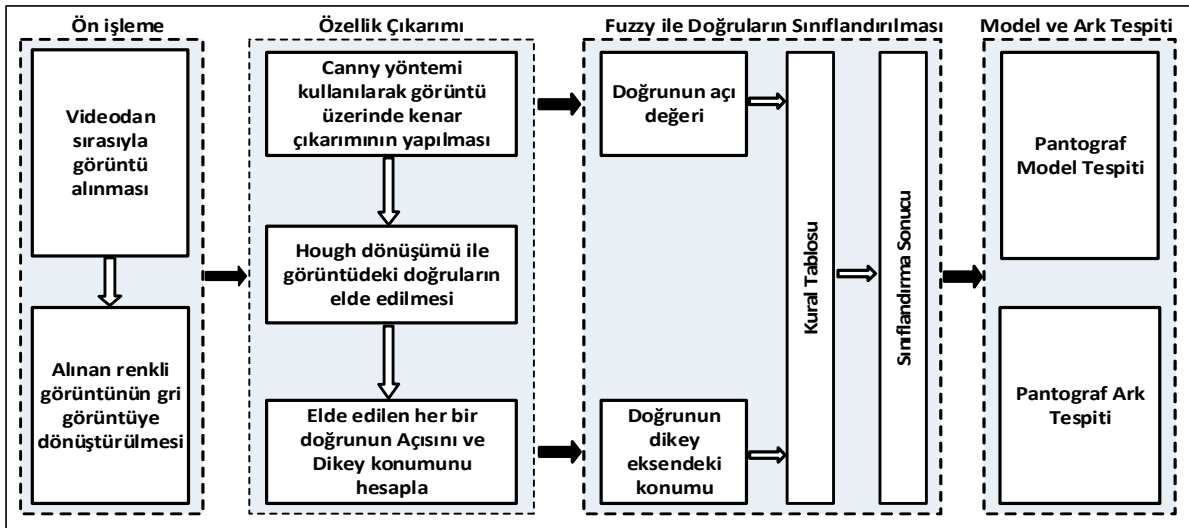 Ön işleme
Videodan
sırasıyla
görüntü
alınması
Alınan renkli
görüntünün gri
görüntüye
dönüştürülmesi
Özellik Çıkarımı
Canny yöntemi
kullanılarak görüntü
üzerinde kenar
çıkarımının yapılması
Hough dönüşümü ile
görüntüdeki doğruların
elde edilmesi
Elde edilen her bir
doğrunun Açısını ve
Dikey konumunu
hesapla
Fuzzy ile Doğruların Sınıflandırılması
Doğrunun açı
değeri
Doğrunun
dikey
eksendeki
konumu
Kural Tablosu
Sınıflandırma Sonucu
Model ve Ark Tespiti
Pantograf
Model Tespiti
Pantograf Ark
Tespiti